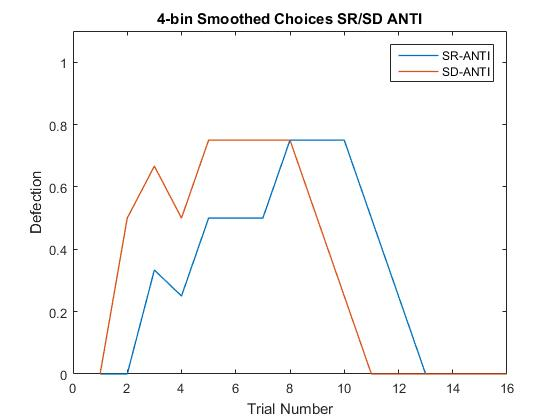 4-bin Smoothed Choices SR/SD ANTI
SR-ANTI
SD-ANTI
Defection
1
0.8
0.6
0.4
0.2
0
0 2 4 6 8 10 12 14 16
Trial Number